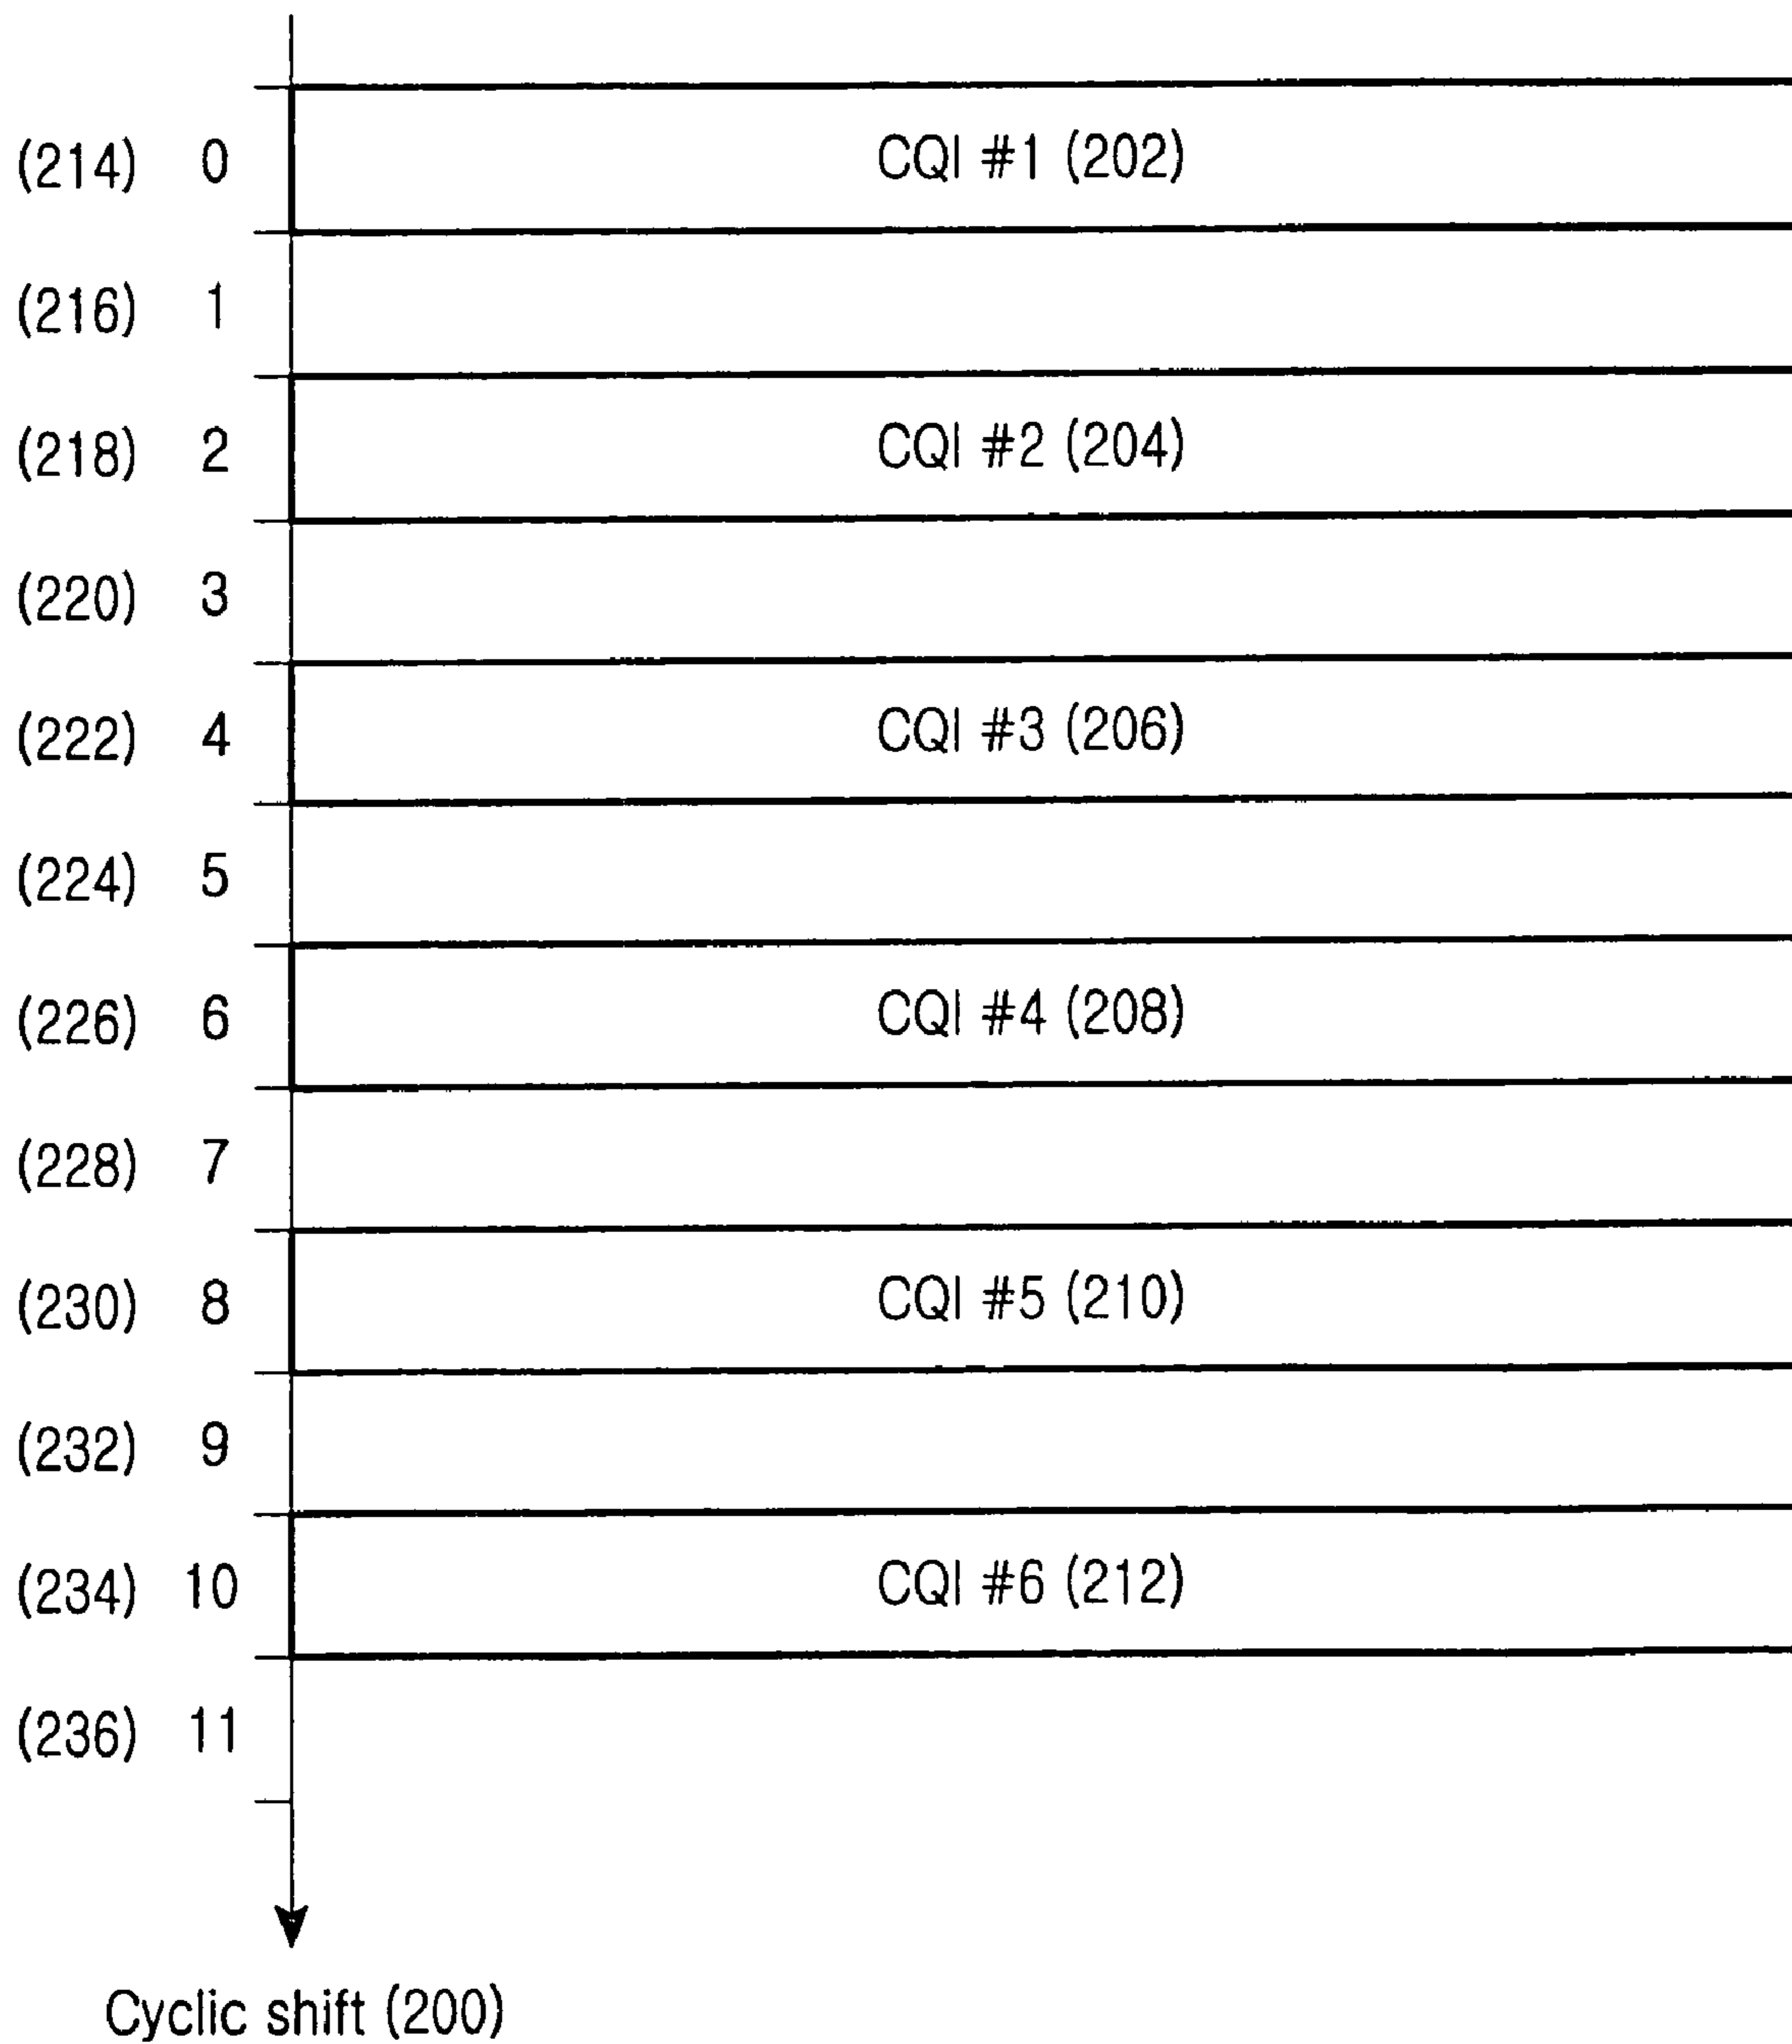 (214) 0 CQI #1 (202)
(216) 1
(218) 2 CQI #2 (204)
(220) 3
(222) 4 CQI #3 (206)
(224) 5
(226) 6 CQI #4 (208)
(228) 7
(230) 8 CQI #5 (210)
(232) 9
(234) 10 CQI #6 (212)
(236) 11
Cyclic shift (200)